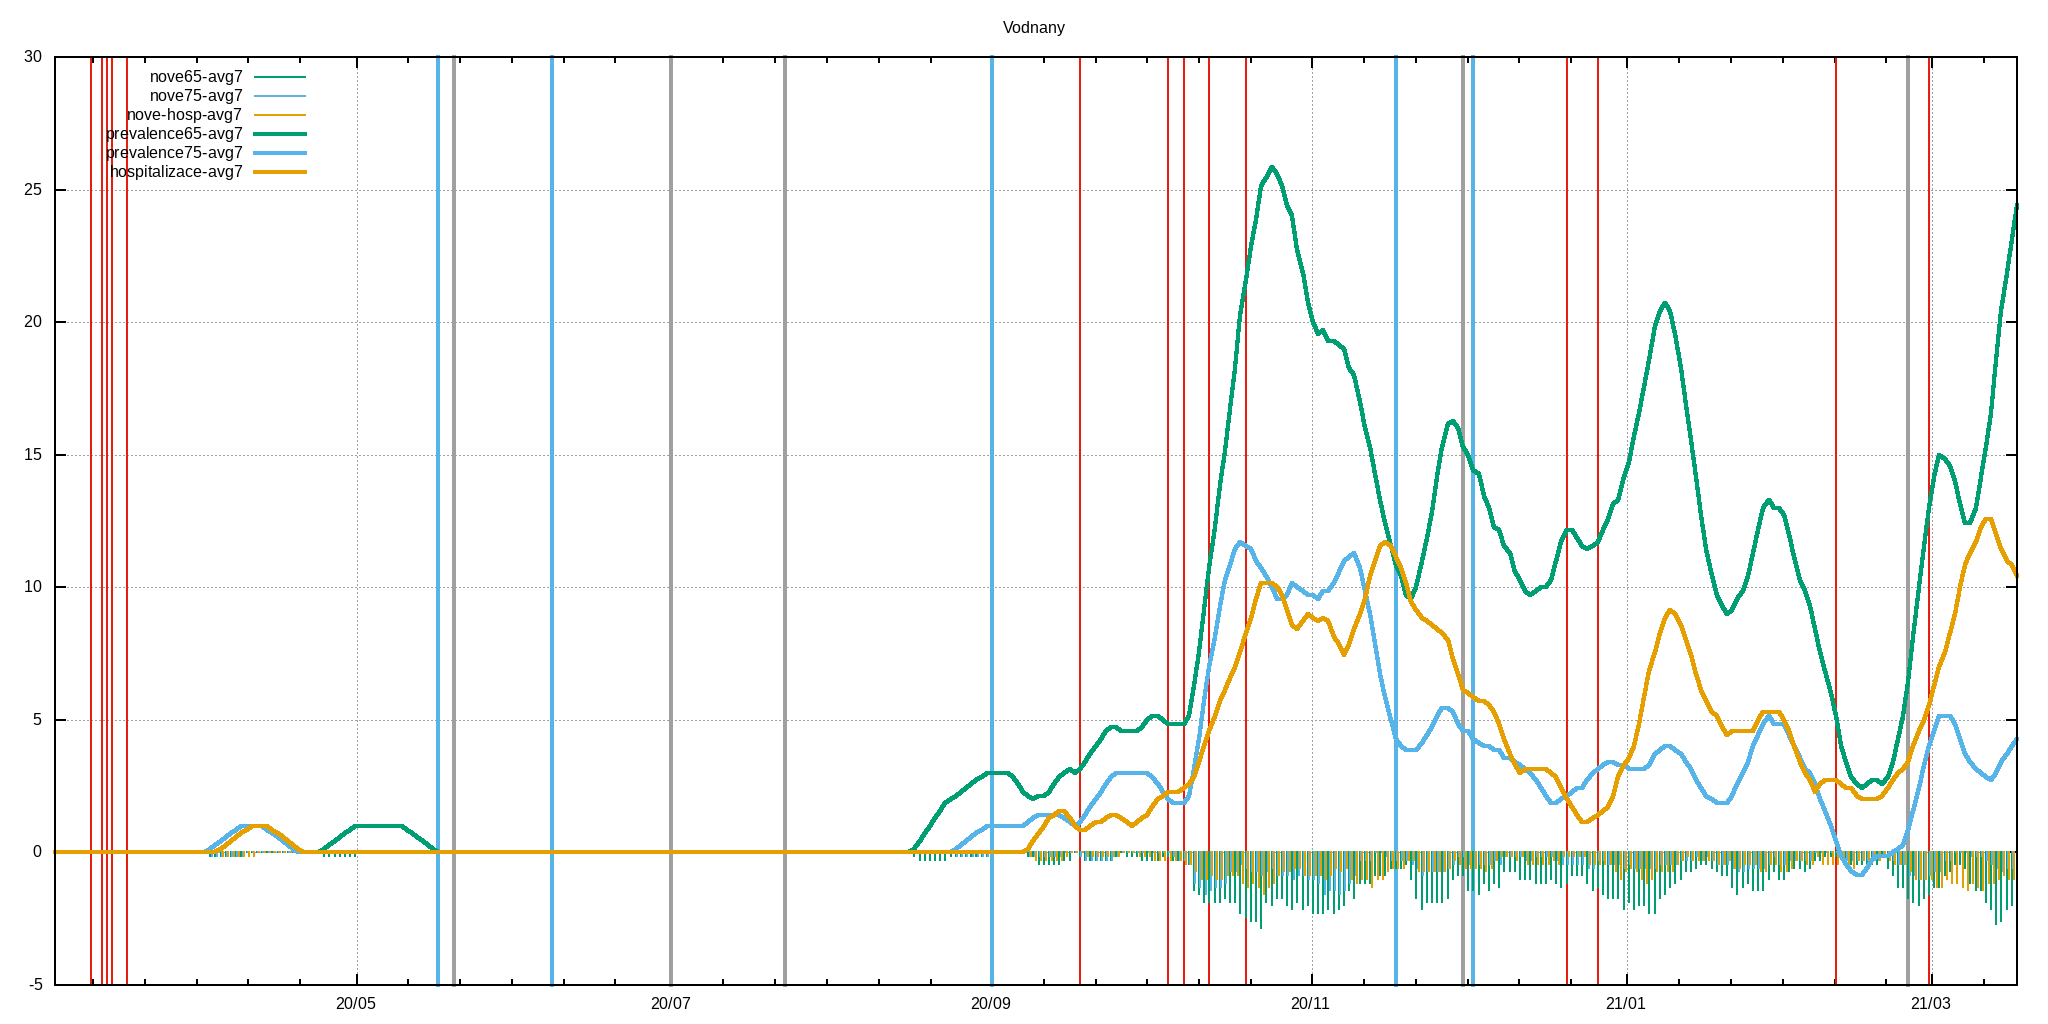 Vodnany
30
nove65-avg7
nove75-avg7
nove-hosp-avg7
prevalence65-avg7
prevalence75-avg7
hospitalizace-avg7
25
20
15
10
5
0
-5
20/05 20/07 20/09 20/11 21/01 21/03